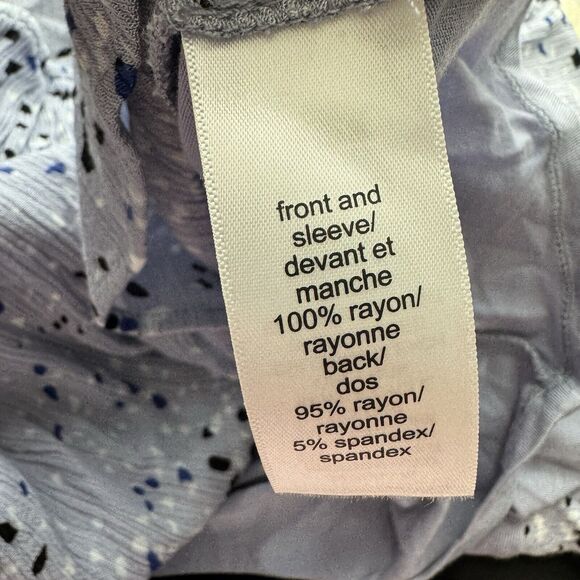 front and
sleeve/
devant et
manche
100% rayon/
rayonne
back/
dos
95% rayon/
rayonne
5% spandex/
spandex